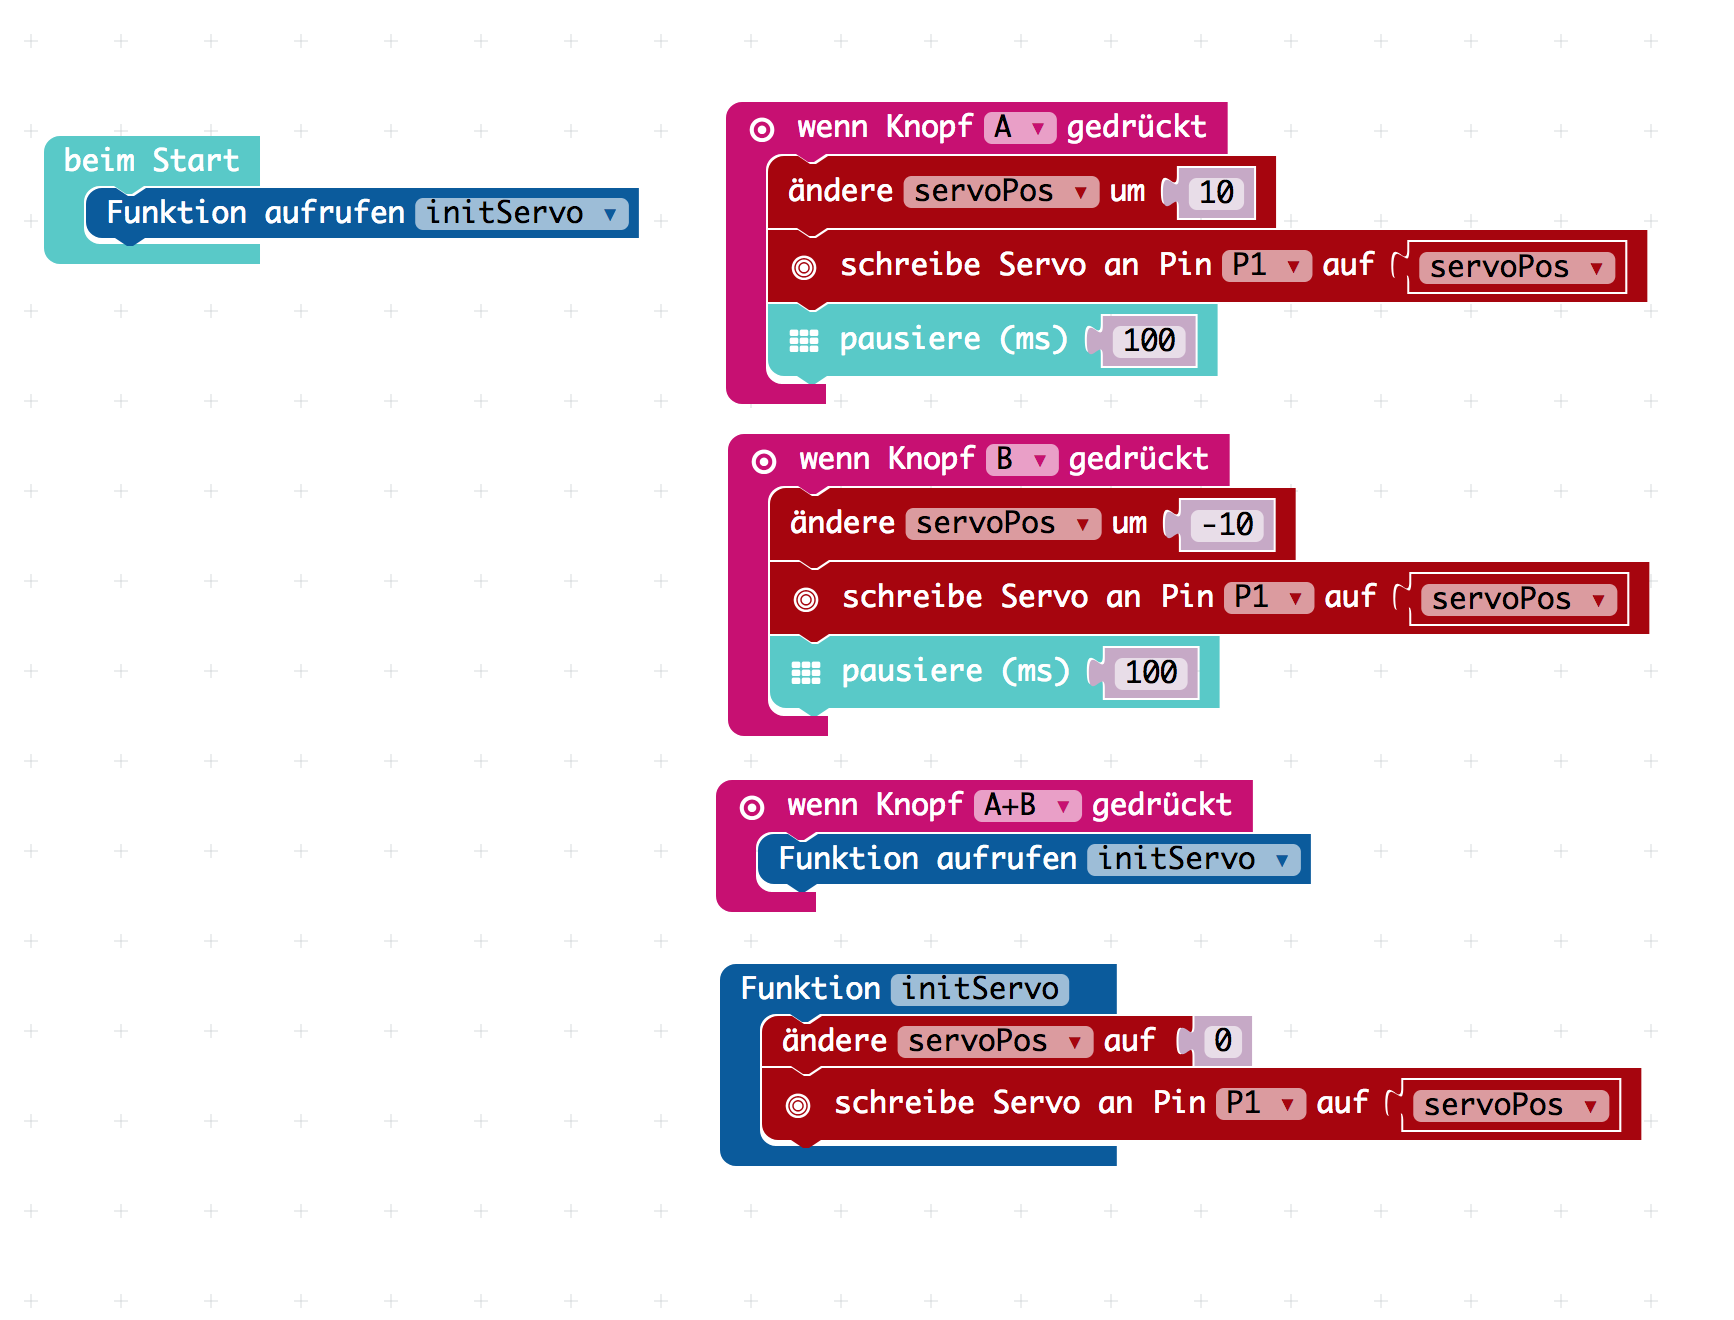 beim Start
Funktion aufrufen initServo
wenn Knopf A gedrückt
ändere servoPos um 10
schreibe Servo an Pin P1 auf servoPos
pausiere (ms) 100
wenn Knopf B gedrückt
ändere servoPos um -10
schreibe Servo an Pin P1 auf servoPos
pausiere (ms) 100
wenn Knopf A+B gedrückt
Funktion aufrufen initServo
Funktion initServo
ändere servoPos auf 0
schreibe Servo an Pin P1 auf servoPos